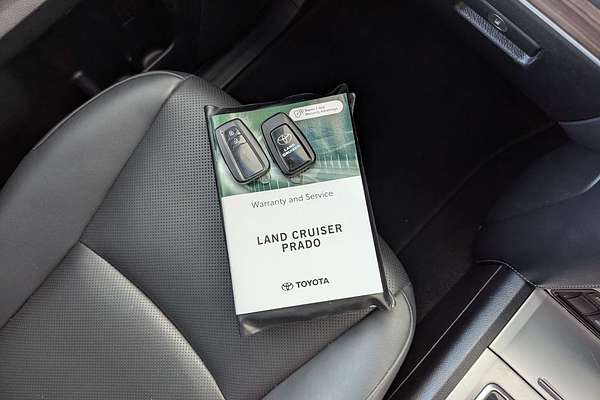 Warranty and Service
LAND CRUISER
PRADO
TOYOTA